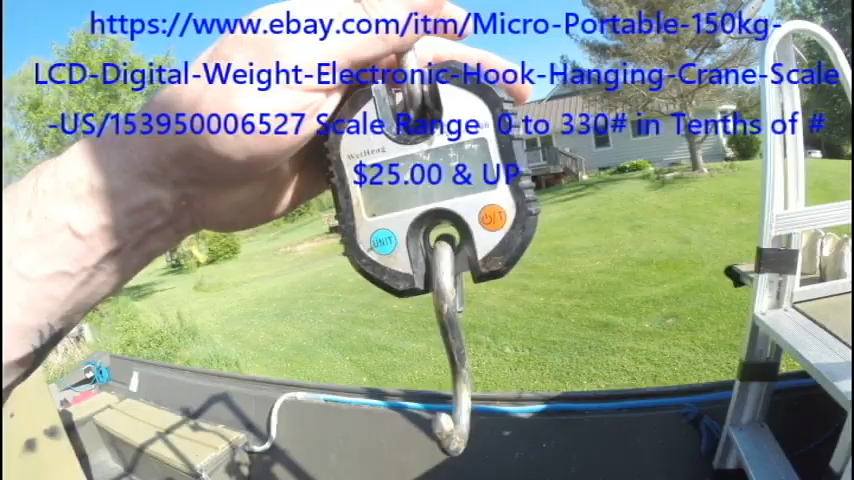 https://www.ebay.com/itm/Micro-Portable-150kg-
LCD-Digital-Weight-Electronic-Hook-Hanging-Crane-Scale
-US/153950006527 Scale Range 0 to 330# in Tenths of #
$25.00 & UP
WeiHeng
UNIT
/T